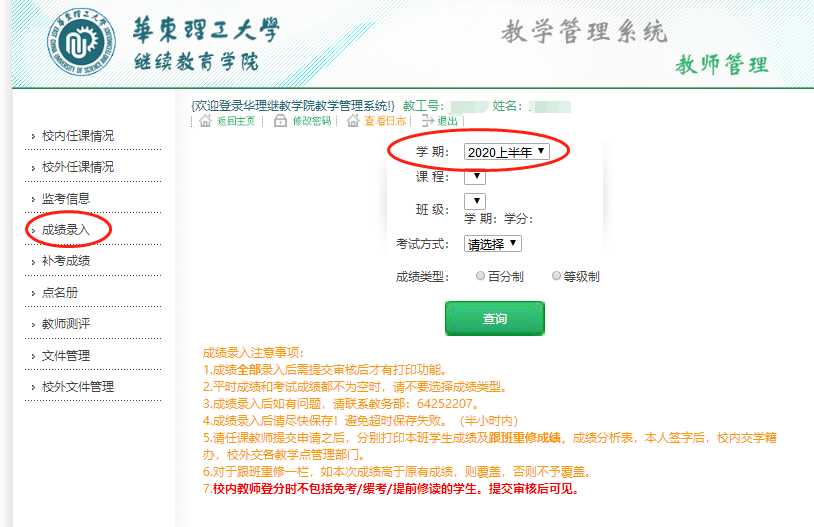 華東理工大學
继续教育学院
教学管理系统
教师管理
{欢迎登录华理继教学院教学管理系统!} 教工号: 姓名:
返回主页 修改密码 查看日志 退出
校内任课情况
校外任课情况
监考信息
成绩录入
补考成绩
点名册
教师测评
文件管理
校外文件管理
学 期: 2020上半年
课 程:
班 级:
学 期: 学分:
考试方式: 请选择
成绩类型: 百分制 等级制
查询
成绩录入注意事项:
1.成绩全部录入后需提交审核后才有打印功能。
2.平时成绩和考试成绩都不为空时，请不要选择成绩类型。
3.成绩录入后如有问题，请联系教务部：64252207。
4.成绩录入后请尽快保存！避免超时保存失败。（半小时内）
5.请任课教师提交申请之后，分别打印本班学生成绩及跟班重修成绩，成绩分析表，本人签字后，校内交学籍
办，校外交各教学点管理部门。
6.对于跟班重修一栏，如本次成绩高于原有成绩，则覆盖，否则不予覆盖。
7.校内教师登分时不包括免考/缓考/提前修读的学生。提交审核后可见。